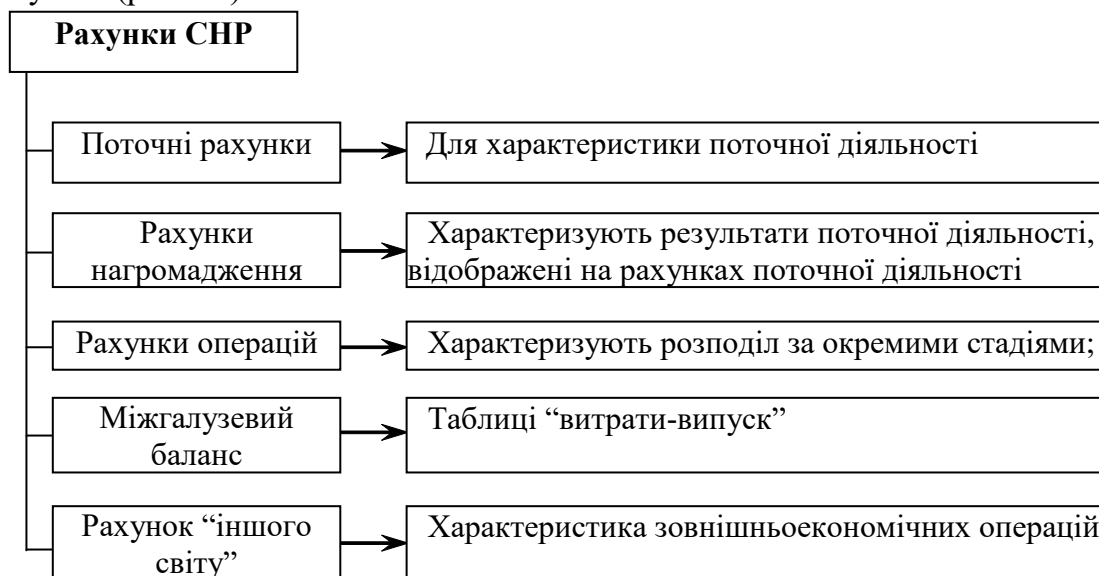 Рахунки СНР
Поточні рахунки
Для характеристики поточної діяльності
Рахунки
нагромадження
Характеризують результати поточної діяльності,
відображені на рахунках поточної діяльності
Рахунки операцій
Характеризують розподіл за окремими стадіями;
Міжгалузевий
баланс
Таблиці “витрати-випуск”
Рахунок “іншого
світу”
Характеристика зовнішньоекономічних операцій